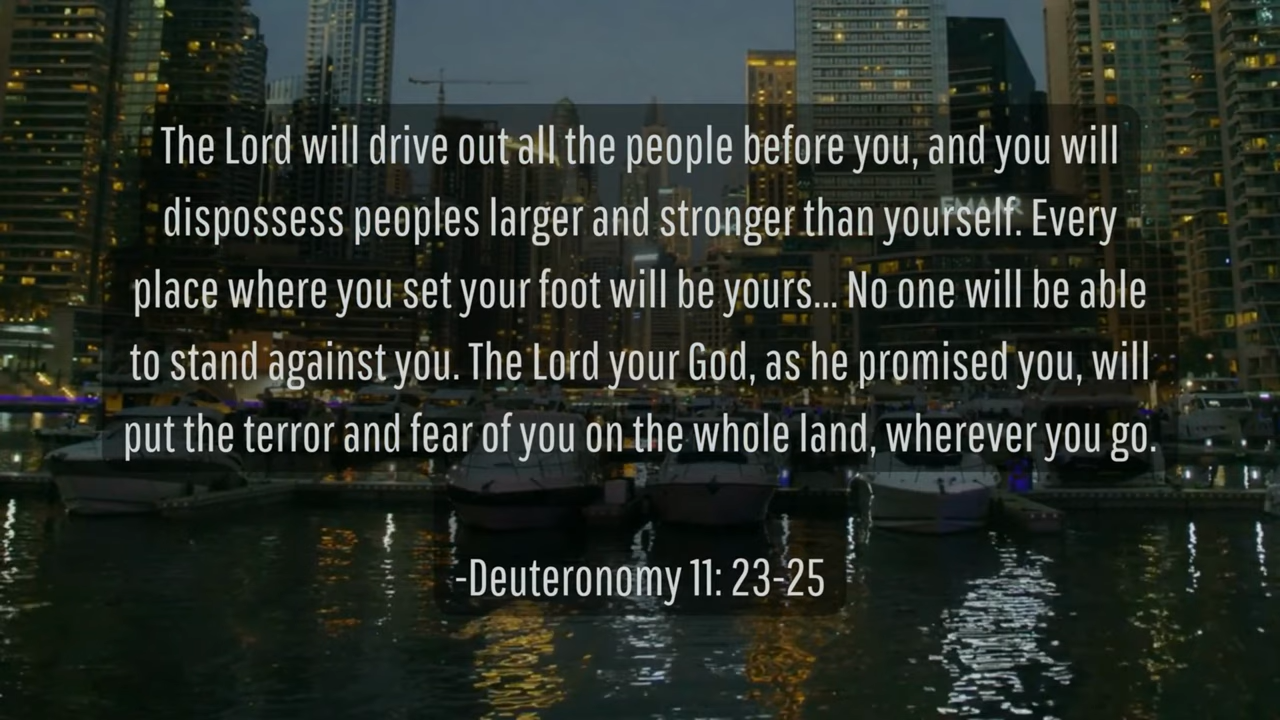 The Lord will drive out all the people before you, and you will
dispossess peoples larger and stronger than yourself. Every
place where you set your foot will be yours... No one will be able
to stand against you. The Lord your God, as he promised you, will
put the terror and fear of you on the whole land, wherever you go.
-Deuteronomy 11: 23-25
EMAAR